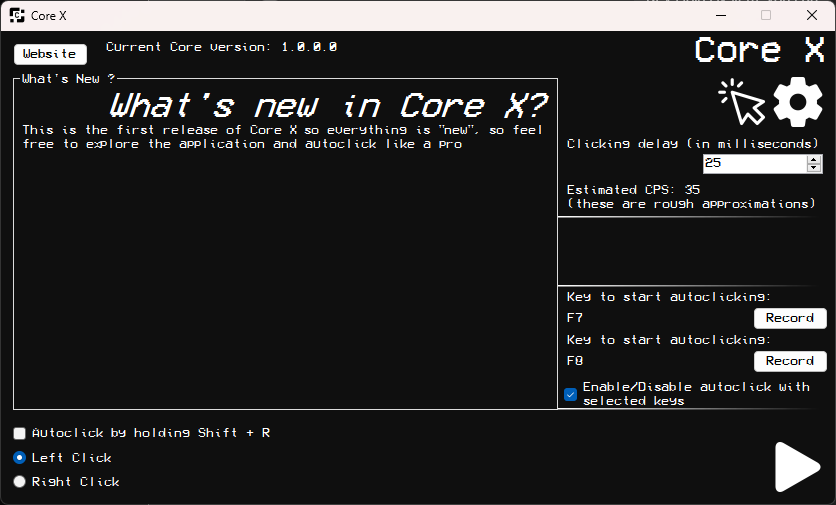 Core X
Website
Current Core version: 1.0.0.0
Core X
What's New ?
What's new in Core X?
This is the first release of Core X so everything is "new", so feel
free to explore the application and autoclick like a pro
Clicking delay (in milliseconds)
25
Estimated CPS: 35
(these are rough approximations)
Key to start autoclicking:
F7
Record
Key to start autoclicking:
F8
Record
Enable/Disable autoclick with
selected keys
Autoclick by holding Shift + R
Left Click
Right Click